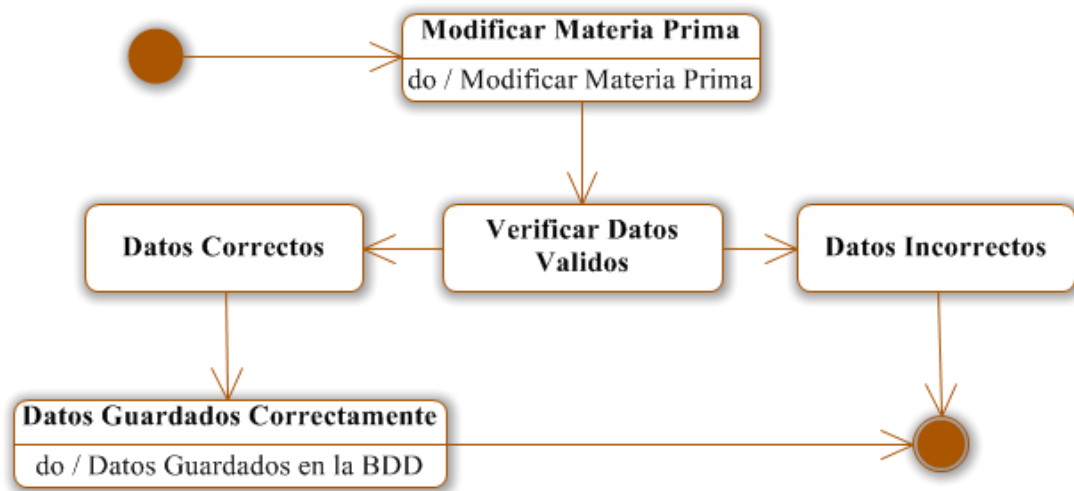 Modificar Materia Prima
do / Modificar Materia Prima
Datos Correctos
Verificar Datos
Validos
Datos Incorrectos
Datos Guardados Correctamente
do / Datos Guardados en la BDD